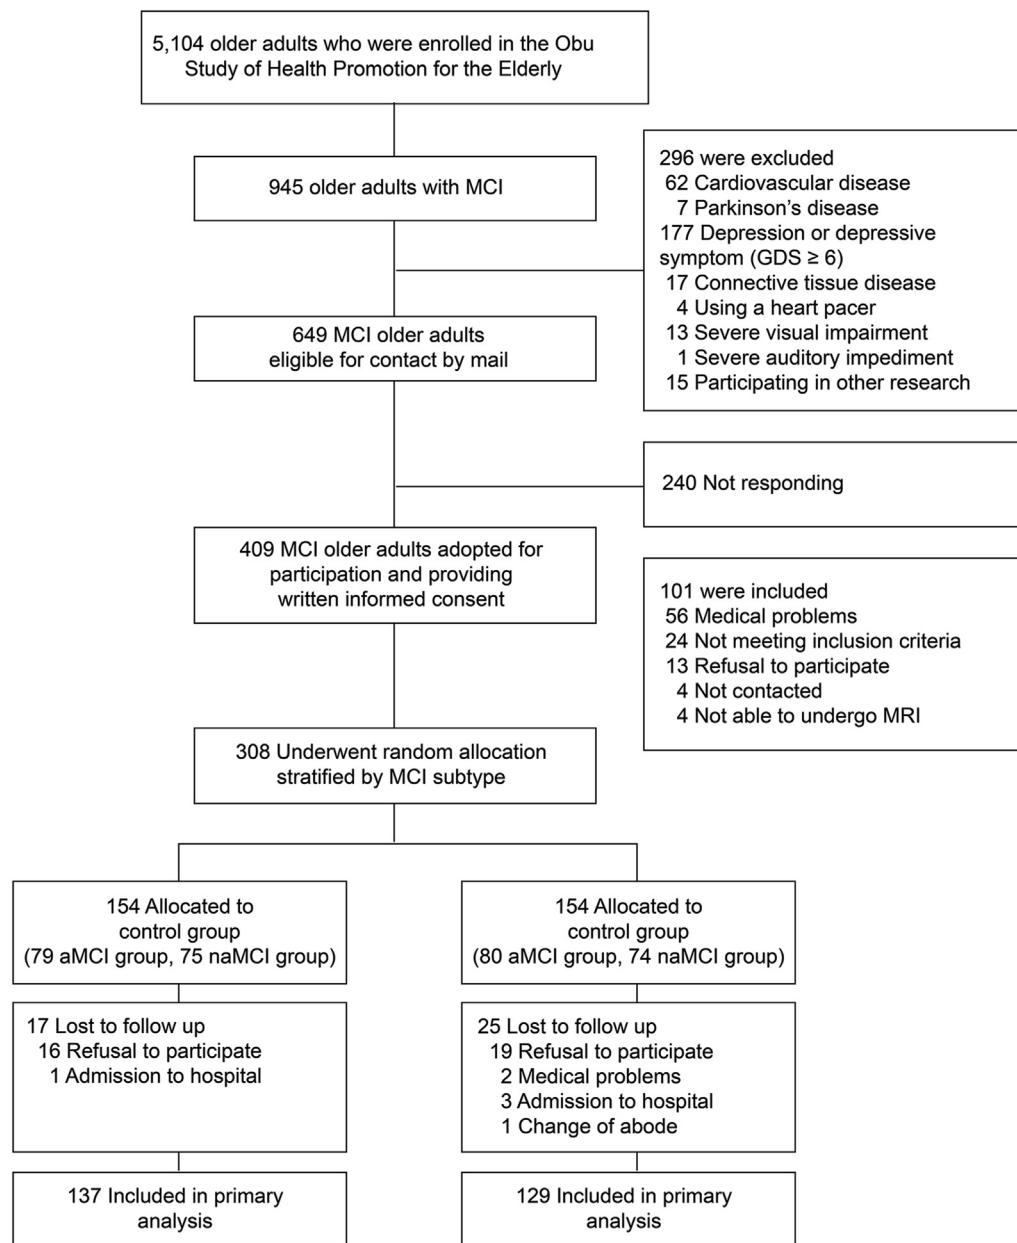 5,104 older adults who were enrolled in the Obu
Study of Health Promotion for the Elderly
945 older adults with MCI
296 were excluded
62 Cardiovascular disease
7 Parkinson’s disease
177 Depression or depressive
symptom (GDS ≥ 6)
17 Connective tissue disease
4 Using a heart pacer
13 Severe visual impairment
1 Severe auditory impediment
15 Participating in other research
649 MCI older adults
eligible for contact by mail
240 Not responding
409 MCI older adults adopted for
participation and providing
written informed consent
101 were included
56 Medical problems
24 Not meeting inclusion criteria
13 Refusal to participate
4 Not contacted
4 Not able to undergo MRI
308 Underwent random allocation
stratified by MCI subtype
154 Allocated to
control group
(79 aMCI group, 75 naMCI group)
17 Lost to follow up
16 Refusal to participate
1 Admission to hospital
137 Included in primary
analysis
154 Allocated to
control group
(80 aMCI group, 74 naMCI group)
25 Lost to follow up
19 Refusal to participate
2 Medical problems
3 Admission to hospital
1 Change of abode
129 Included in primary
analysis